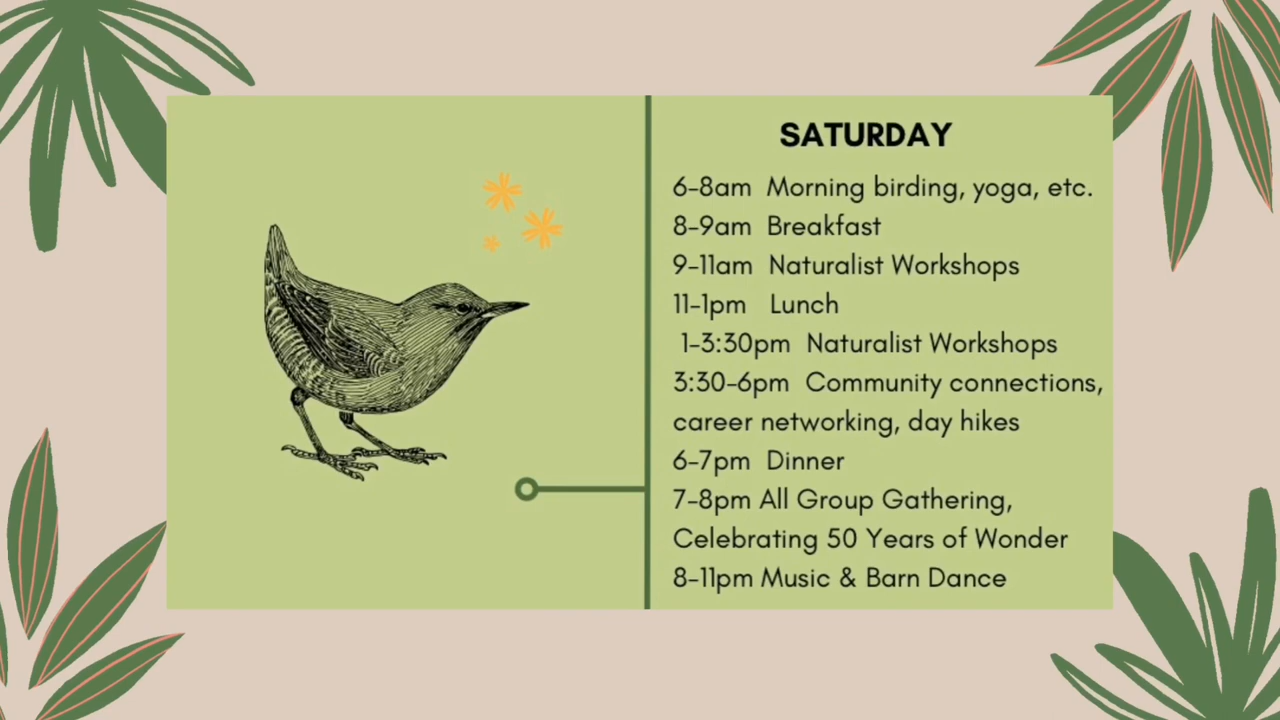 SATURDAY
6-8am Morning birding, yoga, etc.
8-9am Breakfast
9-11am Naturalist Workshops
11-1pm Lunch
1-3:30pm Naturalist Workshops
3:30-6pm Community connections,
career networking, day hikes
6-7pm Dinner
7-8pm All Group Gathering,
Celebrating 50 Years of Wonder
8-11pm Music & Barn Dance